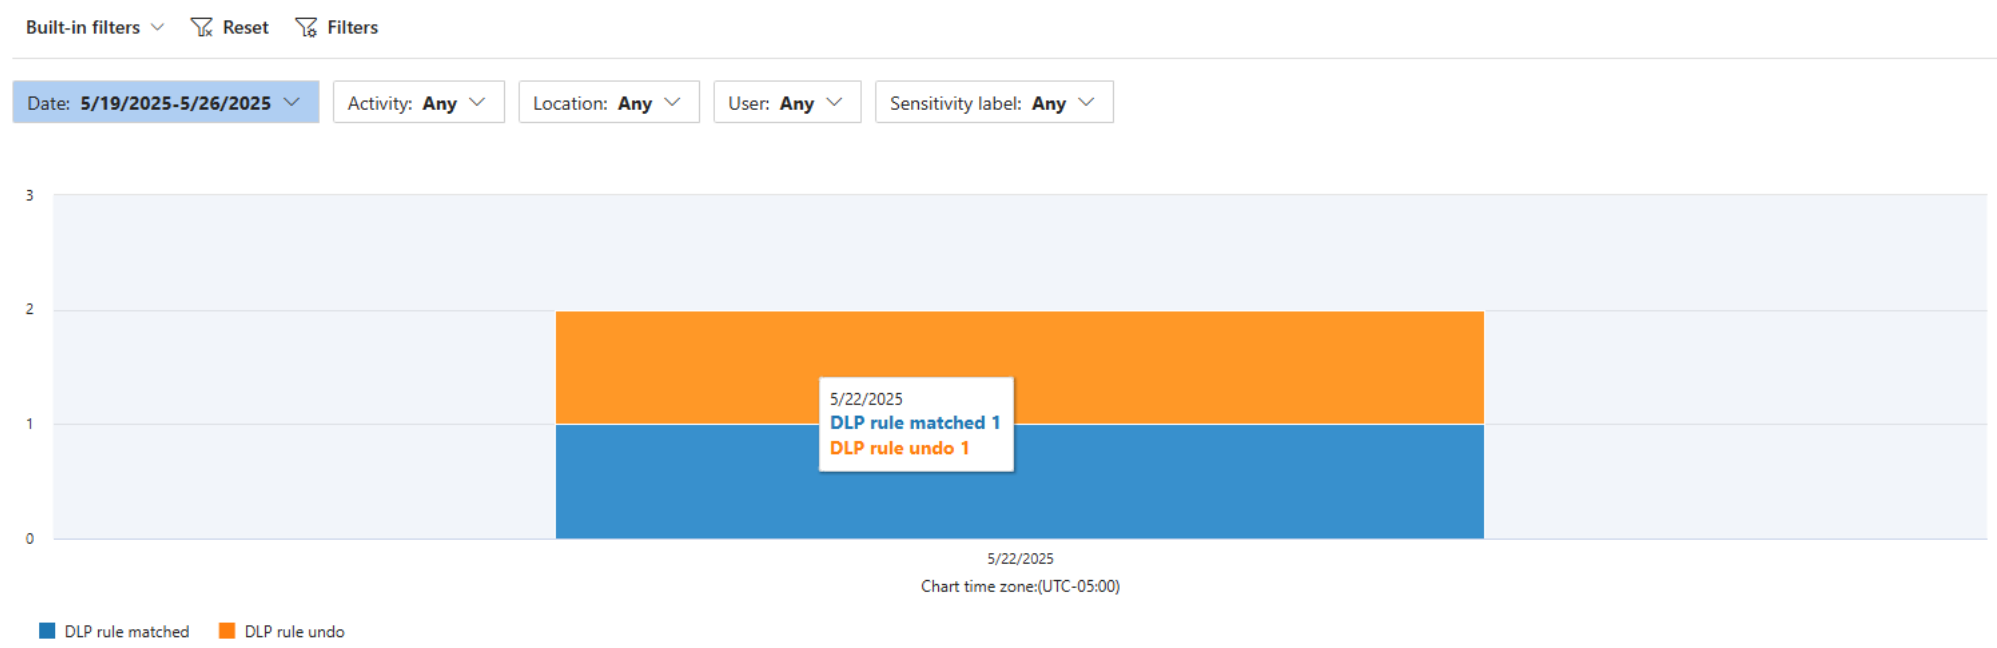 Built-in filters Reset Filters
Date: 5/19/2025-5/26/2025 Activity: Any Location: Any User: Any Sensitivity label: Any
3
2
1
0
5/22/2025
DLP rule matched 1
DLP rule undo 1
5/22/2025
Chart time zone:(UTC-05:00)
DLP rule matched DLP rule undo